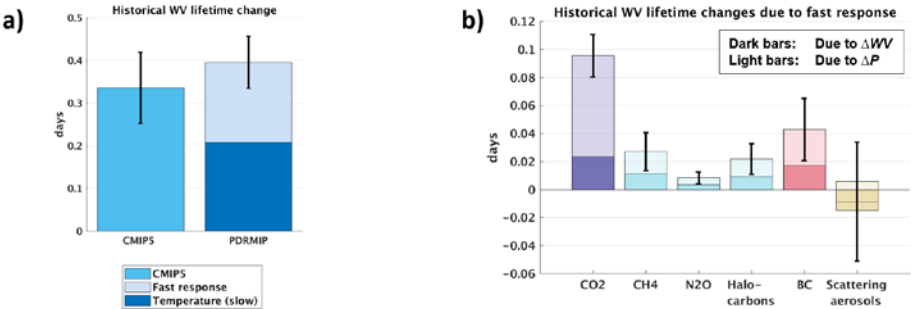 a)
Historical WV lifetime change
0.5
0.4
0.3
0.2
0.1
0
days
CMIP5
PDRMIP
CMIP5
Fast response
Temperature (slow)
b)
Historical WV lifetime changes due to fast response
Dark bars: Due to ΔWV
Light bars: Due to ΔP
0.12
0.1
0.08
0.06
0.04
0.02
0
-0.02
-0.04
-0.06
days
CO2
CH4
N2O
Halo-
carbons
BC
Scattering
aerosols